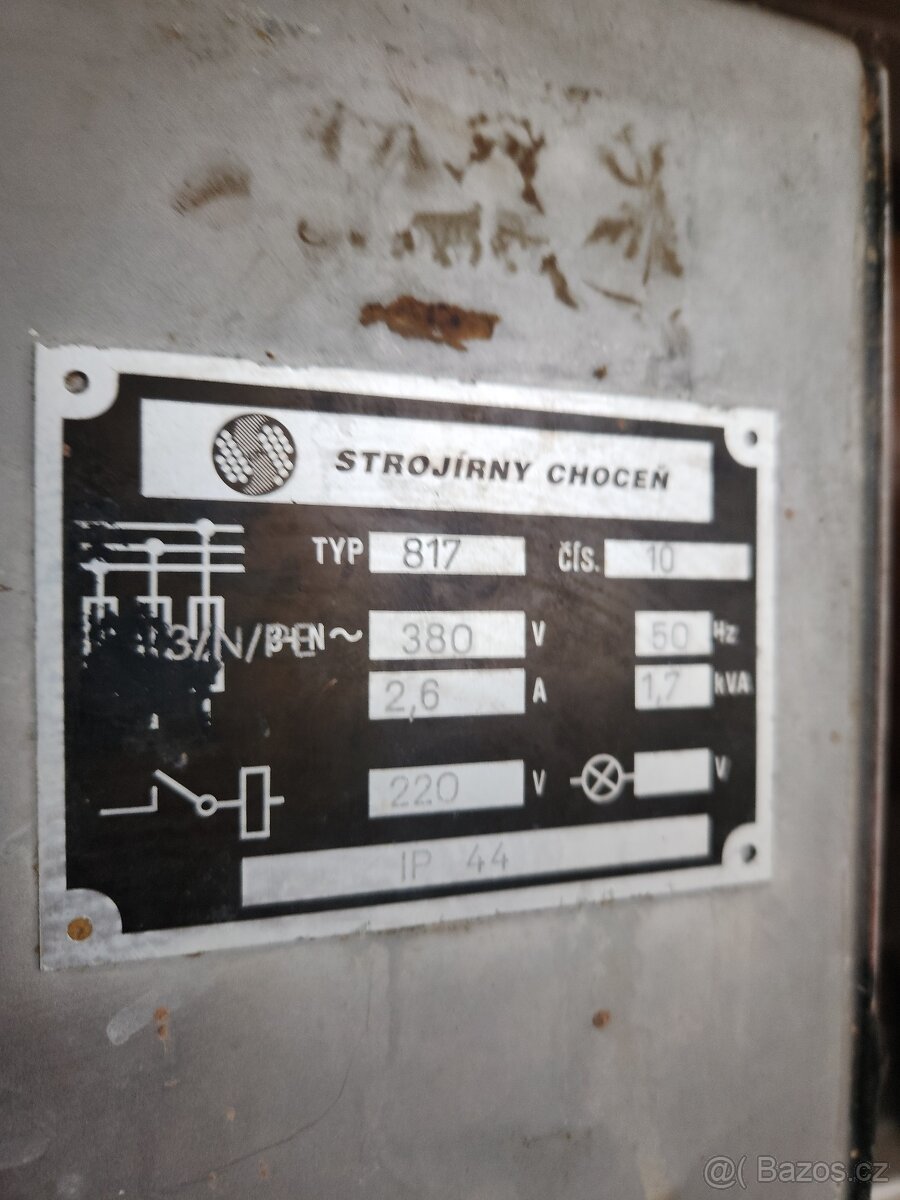 STROJÍRNY CHOCEŇ
TYP 817 ČÍS. 10
3/N/PE ~ 380 V 50 Hz
2,6 A 1,7 kVA
220 V V
IP 44
@( Bazos.cz